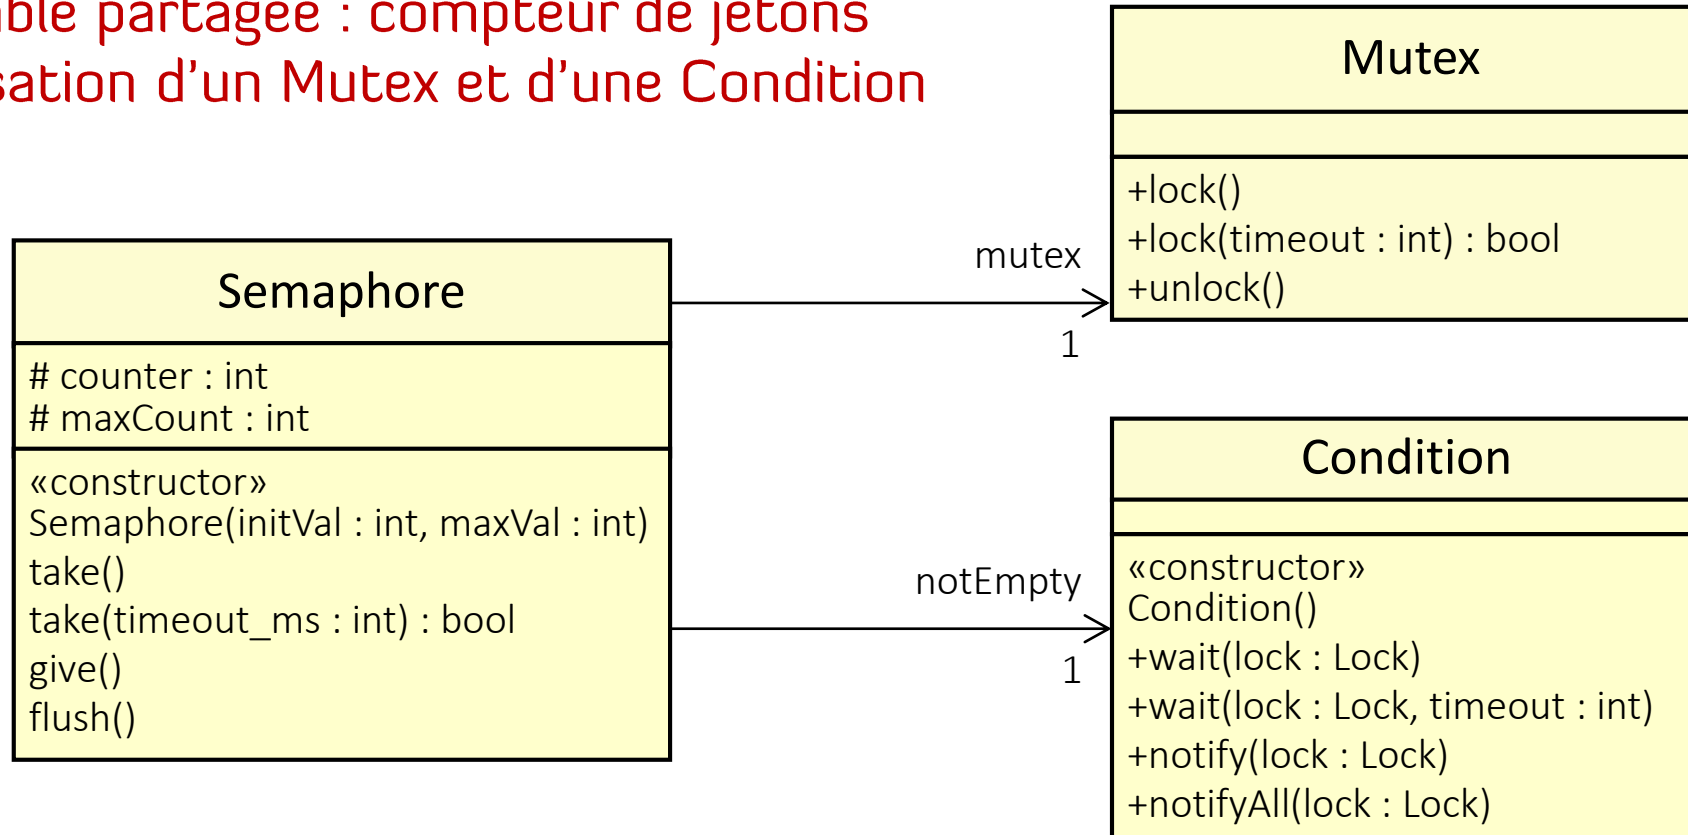 partagée : compteur de jetons
d'un Mutex et d'une Condition
Semaphore
# counter : int
# maxCount : int
«constructor»
Semaphore(initVal : int, maxVal : int)
take()
take(timeout_ms : int) : bool
give()
flush()
mutex
1
notEmpty
1
Mutex
+lock()
+lock(timeout : int) : bool
+unlock()
Condition
«constructor»
Condition()
+wait(lock : Lock)
+wait(lock : Lock, timeout : int)
+notify(lock : Lock)
+notifyAll(lock : Lock)